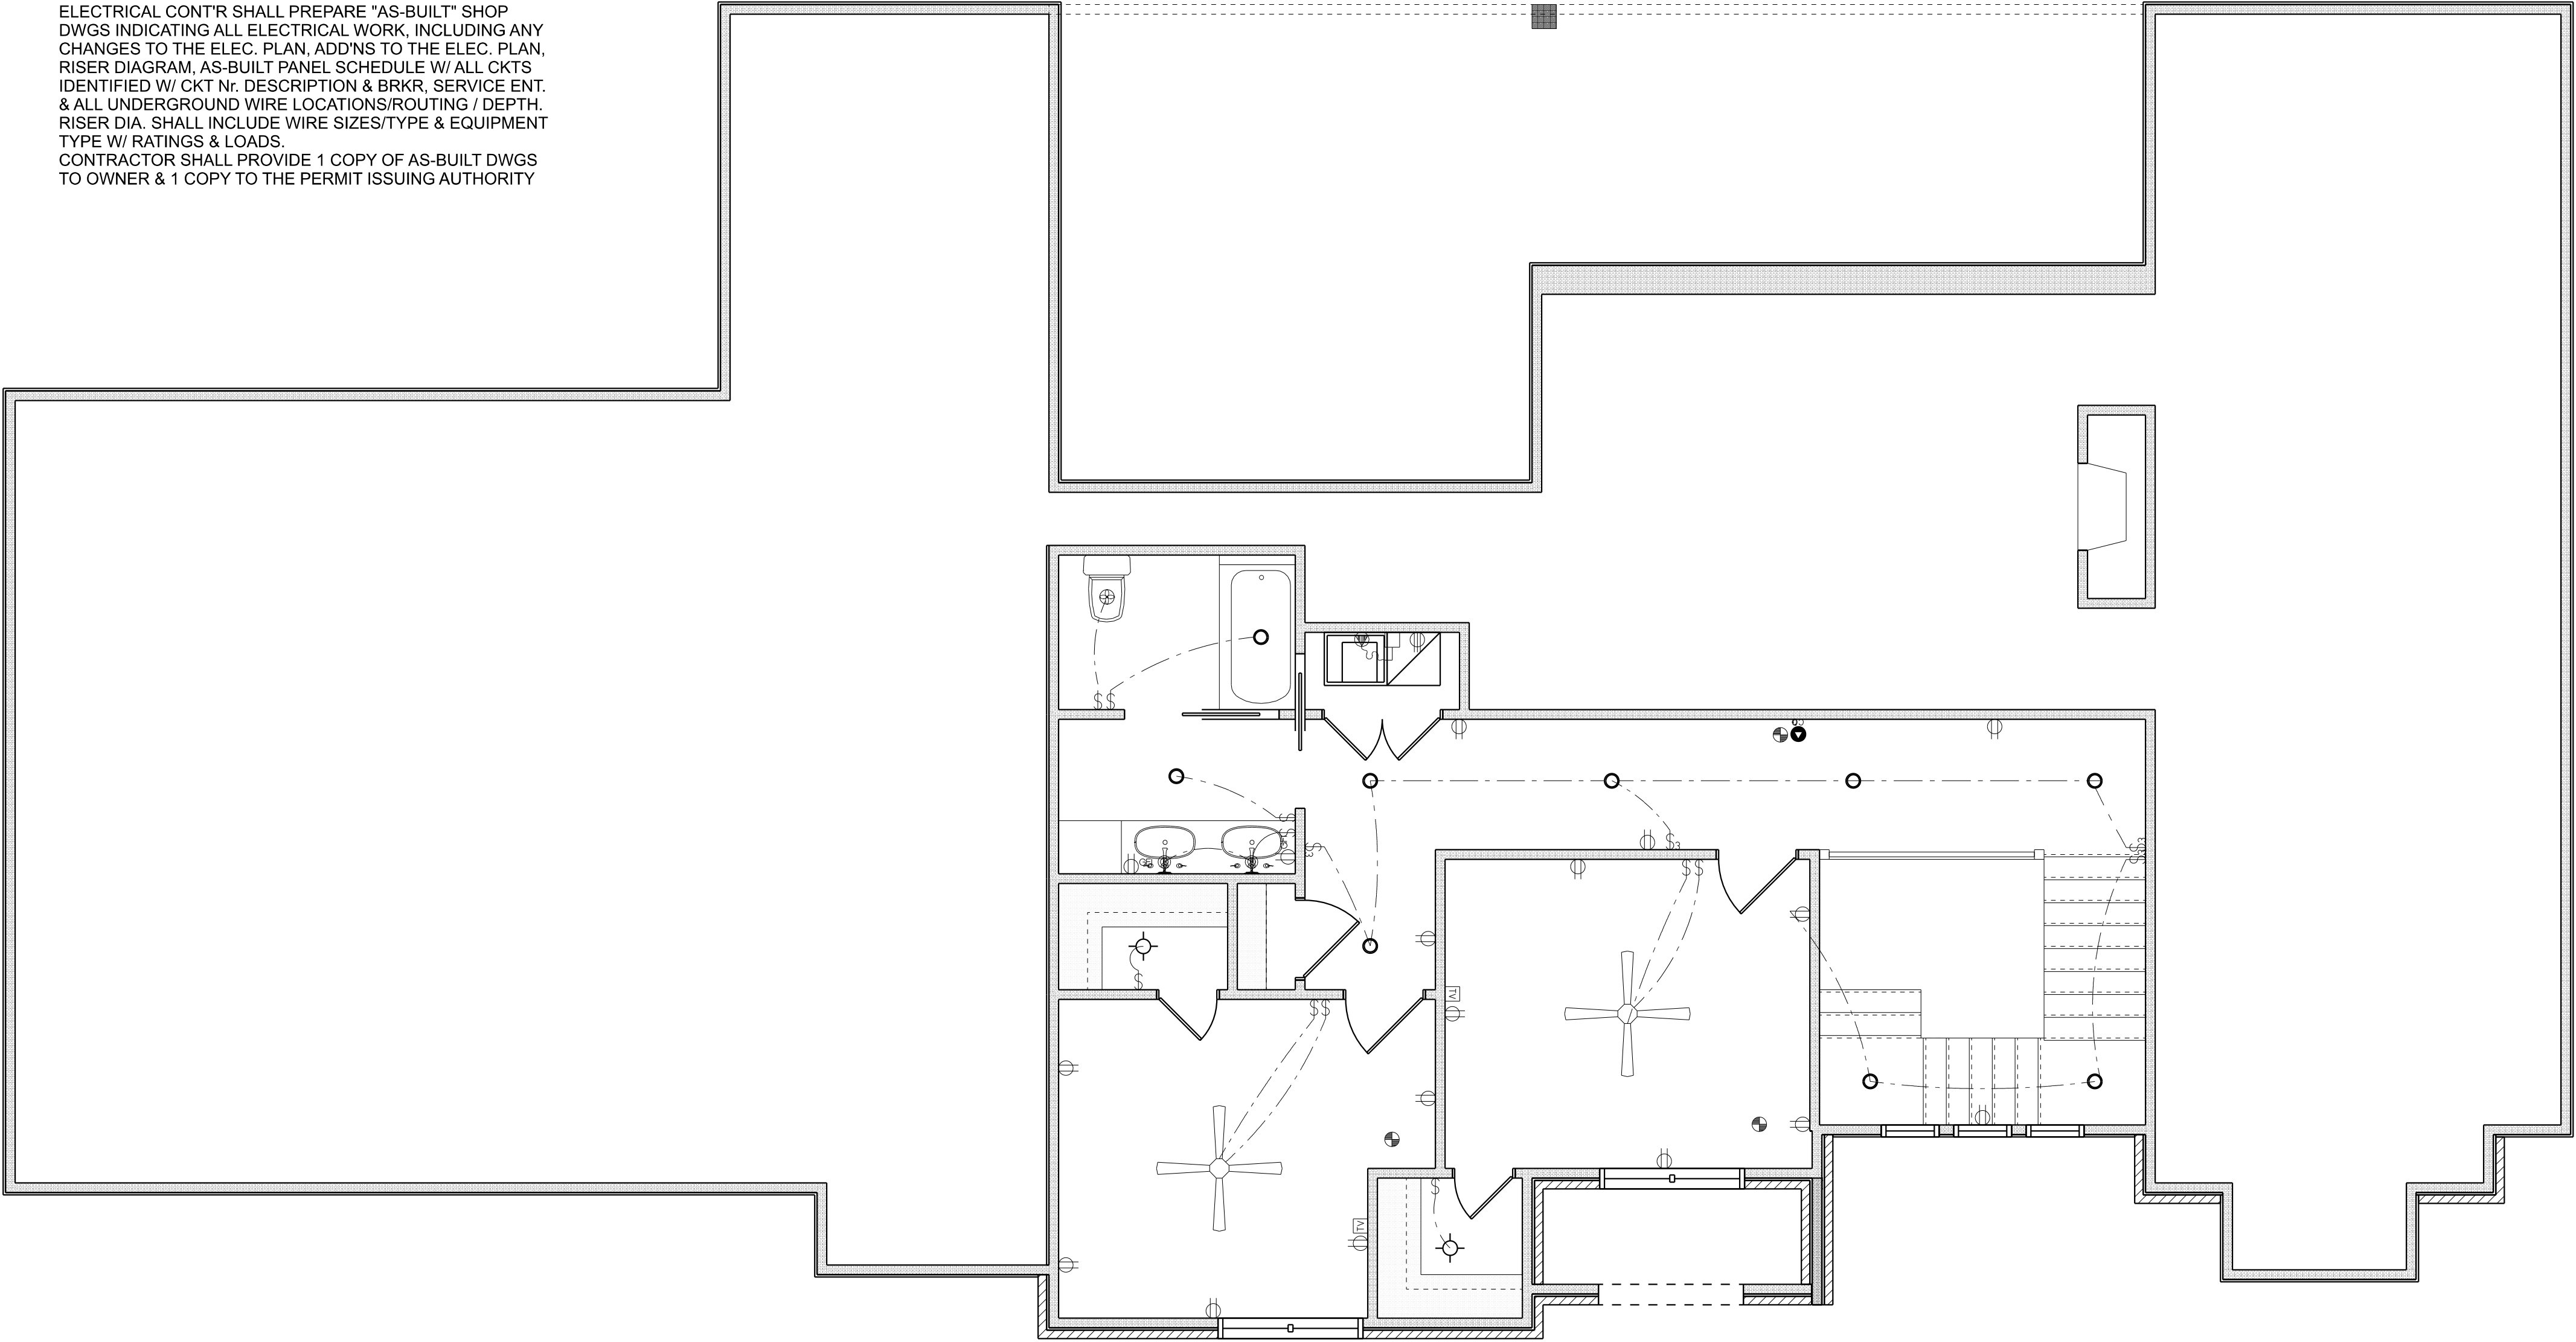 ELECTRICAL CONT'R SHALL PREPARE "AS-BUILT" SHOP
DWGS INDICATING ALL ELECTRICAL WORK, INCLUDING ANY
CHANGES TO THE ELEC. PLAN, ADD'NS TO THE ELEC. PLAN,
RISER DIAGRAM, AS-BUILT PANEL SCHEDULE W/ ALL CKTS
IDENTIFIED W/ CKT Nr. DESCRIPTION & BRKR, SERVICE ENT.
& ALL UNDERGROUND WIRE LOCATIONS/ROUTING / DEPTH.
RISER DIA. SHALL INCLUDE WIRE SIZES/TYPE & EQUIPMENT
TYPE W/ RATINGS & LOADS.
CONTRACTOR SHALL PROVIDE 1 COPY OF AS-BUILT DWGS
TO OWNER & 1 COPY TO THE PERMIT ISSUING AUTHORITY
$$
$
$
$3
$3
$3
$3
$$
TV
$
$$
TV
$